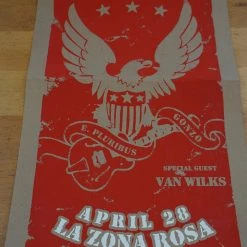 E. PLURIBUS GONZO
SPECIAL GUEST
VAN WILKS
APRIL 28
LA ZONA ROSA